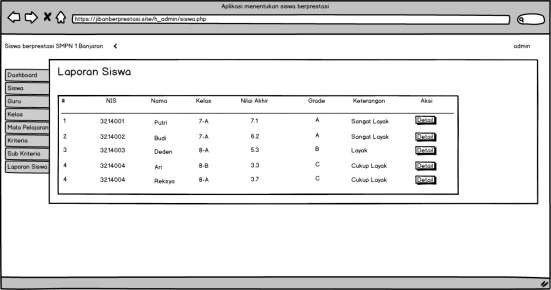 Aplikasi menentukan siswa berprestasi
https://jibanberprestasi.site/h_admin/siswa.php
Siswa berprestasi SMPN 1 Banjaran
admin
Dashboard
Siswa
Guru
Kelas
Mata Pelajaran
Kriteria
Sub Kriteria
Laporan Siswa
Laporan Siswa
# NIS Nama Kelas Nilai Akhir Grade Keterangan Aksi
1 3214001 Putri 7-A 7.1 A Sangat Layak Detail
2 3214002 Budi 7-A 6.2 A Sangat Layak Detail
3 3214003 Deden 8-A 5.3 B Layak Detail
4 3214004 Ari 8-B 3.3 C Cukup Layak Detail
4 3214004 Reksya 8-A 3.7 C Cukup Layak Detail